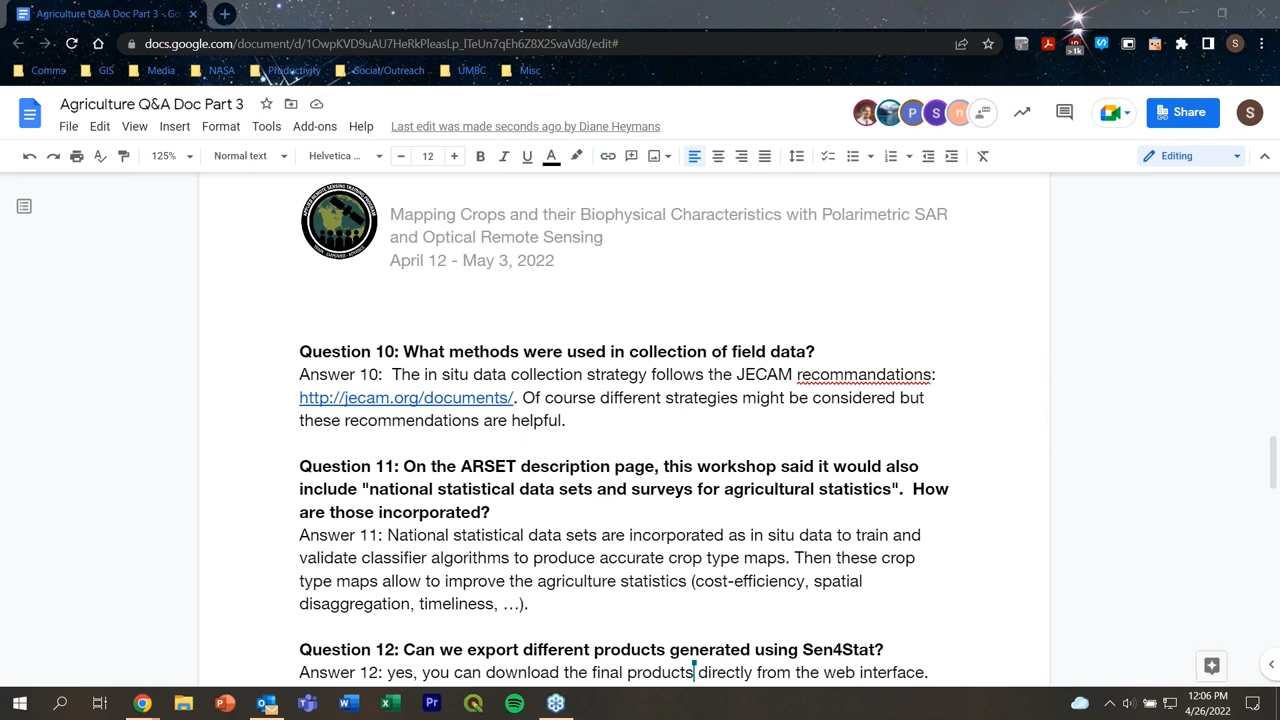 Agriculture Q&A Doc Part 3 - Go
docs.google.com/document/d/1OwpKVD9uAU7HeRkPleasLp_lTeUn7qEh6Z8X2SvaVd8/edit#
>1k
S
Comms GIS Media NASA Productivity Social/Outreach UMBC Misc
Agriculture Q&A Doc Part 3
P S n
Share
S
File Edit View Insert Format Tools Add-ons Help Last edit was made seconds ago by Diane Heymans
125% Normal text Helvetica ... 12 B I U A
Editing
Mapping Crops and their Biophysical Characteristics with Polarimetric SAR
and Optical Remote Sensing
April 12 - May 3, 2022
Question 10: What methods were used in collection of field data?
Answer 10:  The in situ data collection strategy follows the JECAM recommandations:
http://jecam.org/documents/. Of course different strategies might be considered but
these recommendations are helpful.
Question 11: On the ARSET description page, this workshop said it would also
include "national statistical data sets and surveys for agricultural statistics".  How
are those incorporated?
Answer 11: National statistical data sets are incorporated as in situ data to train and
validate classifier algorithms to produce accurate crop type maps. Then these crop
type maps allow to improve the agriculture statistics (cost-efficiency, spatial
disaggregation, timeliness, …).
Question 12: Can we export different products generated using Sen4Stat?
Answer 12: yes, you can download the final products directly from the web interface.
12:06 PM
4/26/2022